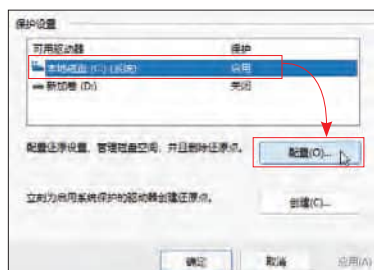 保护设置
可用驱动器 保护
本地磁盘 (C:) (系统) 启用
新加卷 (D:) 关闭
配置还原设置、管理磁盘空间，并且删除还原点。 配置(O)...
立刻为启用系统保护的驱动器创建还原点。 创建(C)...
确定 取消 应用(A)